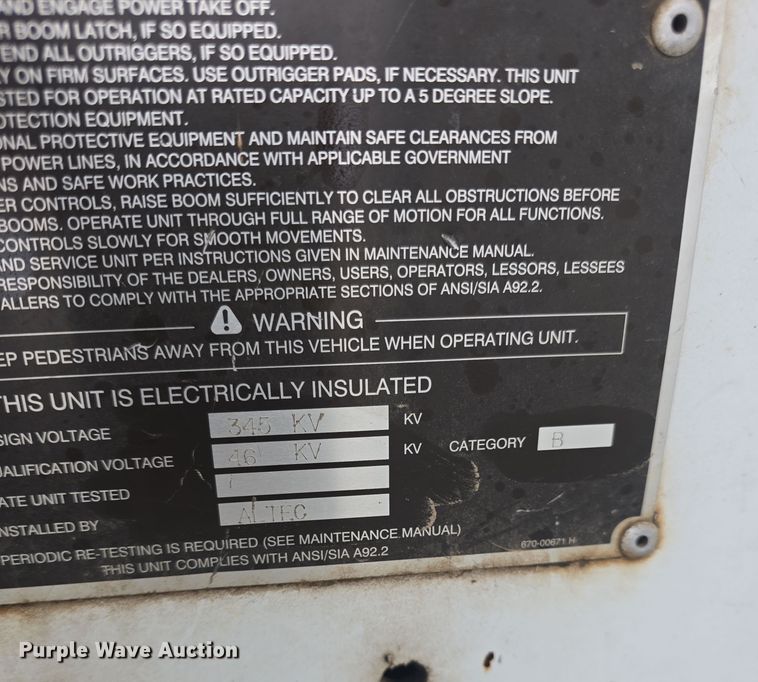 AND ENGAGE POWER TAKE OFF.
R BOOM LATCH, IF SO EQUIPPED.
END ALL OUTRIGGERS, IF SO EQUIPPED.
LY ON FIRM SURFACES. USE OUTRIGGER PADS, IF NECESSARY. THIS UNIT
STED FOR OPERATION AT RATED CAPACITY UP TO A 5 DEGREE SLOPE.
OTECTION EQUIPMENT.
ONAL PROTECTIVE EQUIPMENT AND MAINTAIN SAFE CLEARANCES FROM
POWER LINES, IN ACCORDANCE WITH APPLICABLE GOVERNMENT
NS AND SAFE WORK PRACTICES.
ER CONTROLS, RAISE BOOM SUFFICIENTLY TO CLEAR ALL OBSTRUCTIONS BEFORE
BOOMS. OPERATE UNIT THROUGH FULL RANGE OF MOTION FOR ALL FUNCTIONS.
CONTROLS SLOWLY FOR SMOOTH MOVEMENTS.
AND SERVICE UNIT PER INSTRUCTIONS GIVEN IN MAINTENANCE MANUAL.
RESPONSIBILITY OF THE DEALERS, OWNERS, USERS, OPERATORS, LESSORS, LESSEES
ALLERS TO COMPLY WITH THE APPROPRIATE SECTIONS OF ANSI/SIA A92.2.
WARNING
EP PEDESTRIANS AWAY FROM THIS VEHICLE WHEN OPERATING UNIT.
THIS UNIT IS ELECTRICALLY INSULATED
SIGN VOLTAGE 345 KV KV
UALIFICATION VOLTAGE 46 KV KV CATEGORY B
ATE UNIT TESTED /
INSTALLED BY ALTEC
PERIODIC RE-TESTING IS REQUIRED (SEE MAINTENANCE MANUAL)
THIS UNIT COMPLIES WITH ANSI/SIA A92.2
670-00671 H
Purple Wave Auction